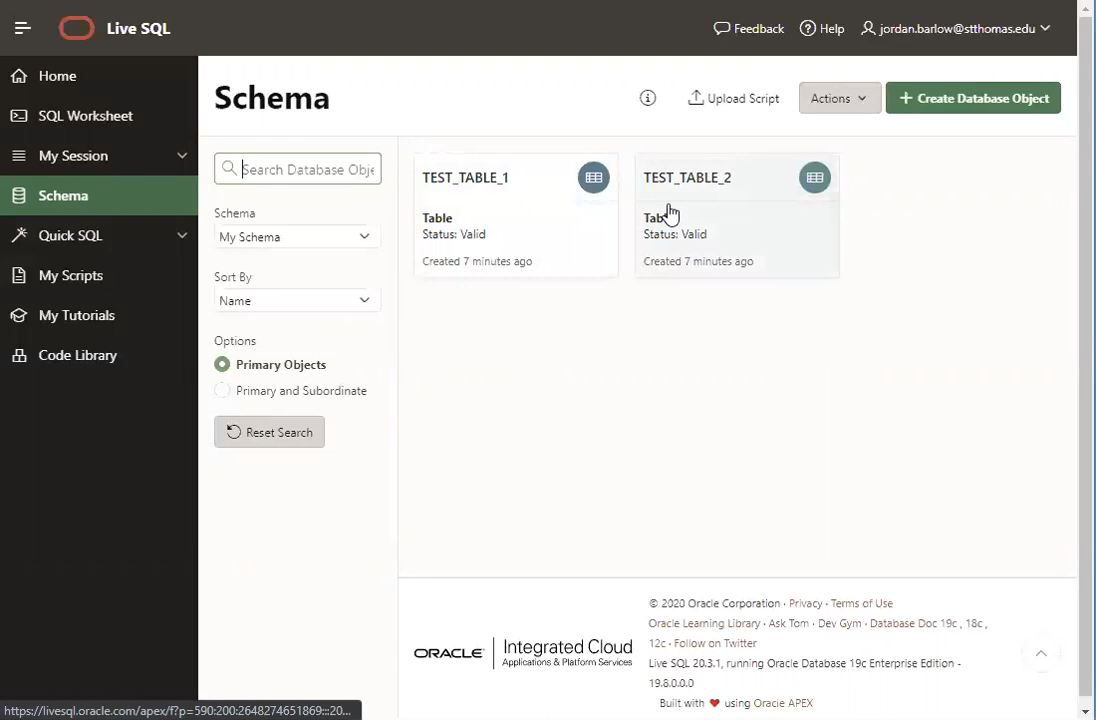 Live SQL
Feedback
Help
jordan.barlow@stthomas.edu
Home
SQL Worksheet
My Session
Schema
Quick SQL
My Scripts
My Tutorials
Code Library
Schema
Upload Script
Actions
+ Create Database Object
Search Database Obje
Schema
My Schema
Sort By
Name
Options
Primary Objects
Primary and Subordinate
Reset Search
TEST_TABLE_1
Table
Status: Valid
Created 7 minutes ago
TEST_TABLE_2
Status: Valid
Created 7 minutes ago
ORACLE
Integrated Cloud
Applications & Platform Services
© 2020 Oracle Corporation · Privacy · Terms of Use
Oracle Learning Library · Ask Tom · Dev Gym · Database Doc 19c , 18c ,
12c · Follow on Twitter
Live SQL 20.3.1, running Oracle Database 19c Enterprise Edition -
19.8.0.0.0
Built with ❤ using Oracle APEX
https://livesql.oracle.com/apex/f?p=590:200:2648274651869:::20...